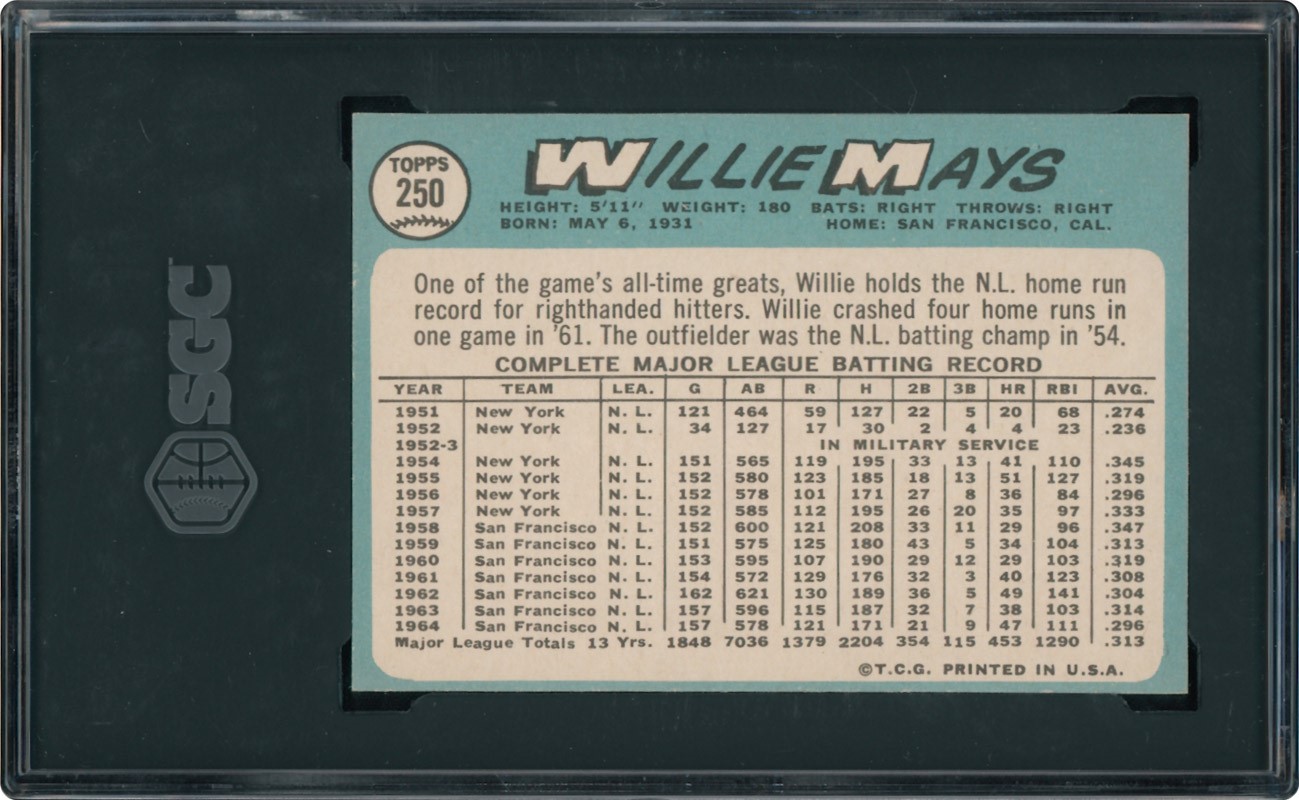 SGC
TOPPS
250
WILLIE MAYS
HEIGHT: 5'11" WEIGHT: 180 BATS: RIGHT THROWS: RIGHT
BORN: MAY 6, 1931 HOME: SAN FRANCISCO, CAL.
One of the game's all-time greats, Willie holds the N.L. home run
record for righthanded hitters. Willie crashed four home runs in
one game in '61. The outfielder was the N.L. batting champ in '54.
COMPLETE MAJOR LEAGUE BATTING RECORD
YEAR TEAM LEA. G AB R H 2B 3B HR RBI AVG.
1951 New York N. L. 121 464 59 127 22 5 20 68 .274
1952 New York N. L. 34 127 17 30 2 4 4 23 .236
1952-3 IN MILITARY SERVICE
1954 New York N. L. 151 565 119 195 33 13 41 110 .345
1955 New York N. L. 152 580 123 185 18 13 51 127 .319
1956 New York N. L. 152 578 101 171 27 8 36 84 .296
1957 New York N. L. 152 585 112 195 26 20 35 97 .333
1958 San Francisco N. L. 152 600 121 208 33 11 29 96 .347
1959 San Francisco N. L. 151 575 125 180 43 5 34 104 .313
1960 San Francisco N. L. 153 595 107 190 29 12 29 103 .319
1961 San Francisco N. L. 154 572 129 176 32 3 40 123 .308
1962 San Francisco N. L. 162 621 130 189 36 5 49 141 .304
1963 San Francisco N. L. 157 596 115 187 32 7 38 103 .314
1964 San Francisco N. L. 157 578 121 171 21 9 47 111 .296
Major League Totals 13 Yrs. 1848 7036 1379 2204 354 115 453 1290 .313
©T.C.G. PRINTED IN U.S.A.